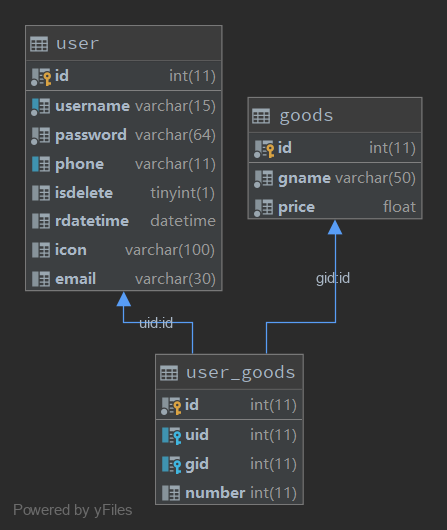 user
id int(11)
username varchar(15)
password varchar(64)
phone varchar(11)
isdelete tinyint(1)
rdatetime datetime
icon varchar(100)
email varchar(30)
goods
id int(11)
gname varchar(50)
price float
gid:id
uid:id
user_goods
id int(11)
uid int(11)
gid int(11)
number int(11)
Powered by yFiles